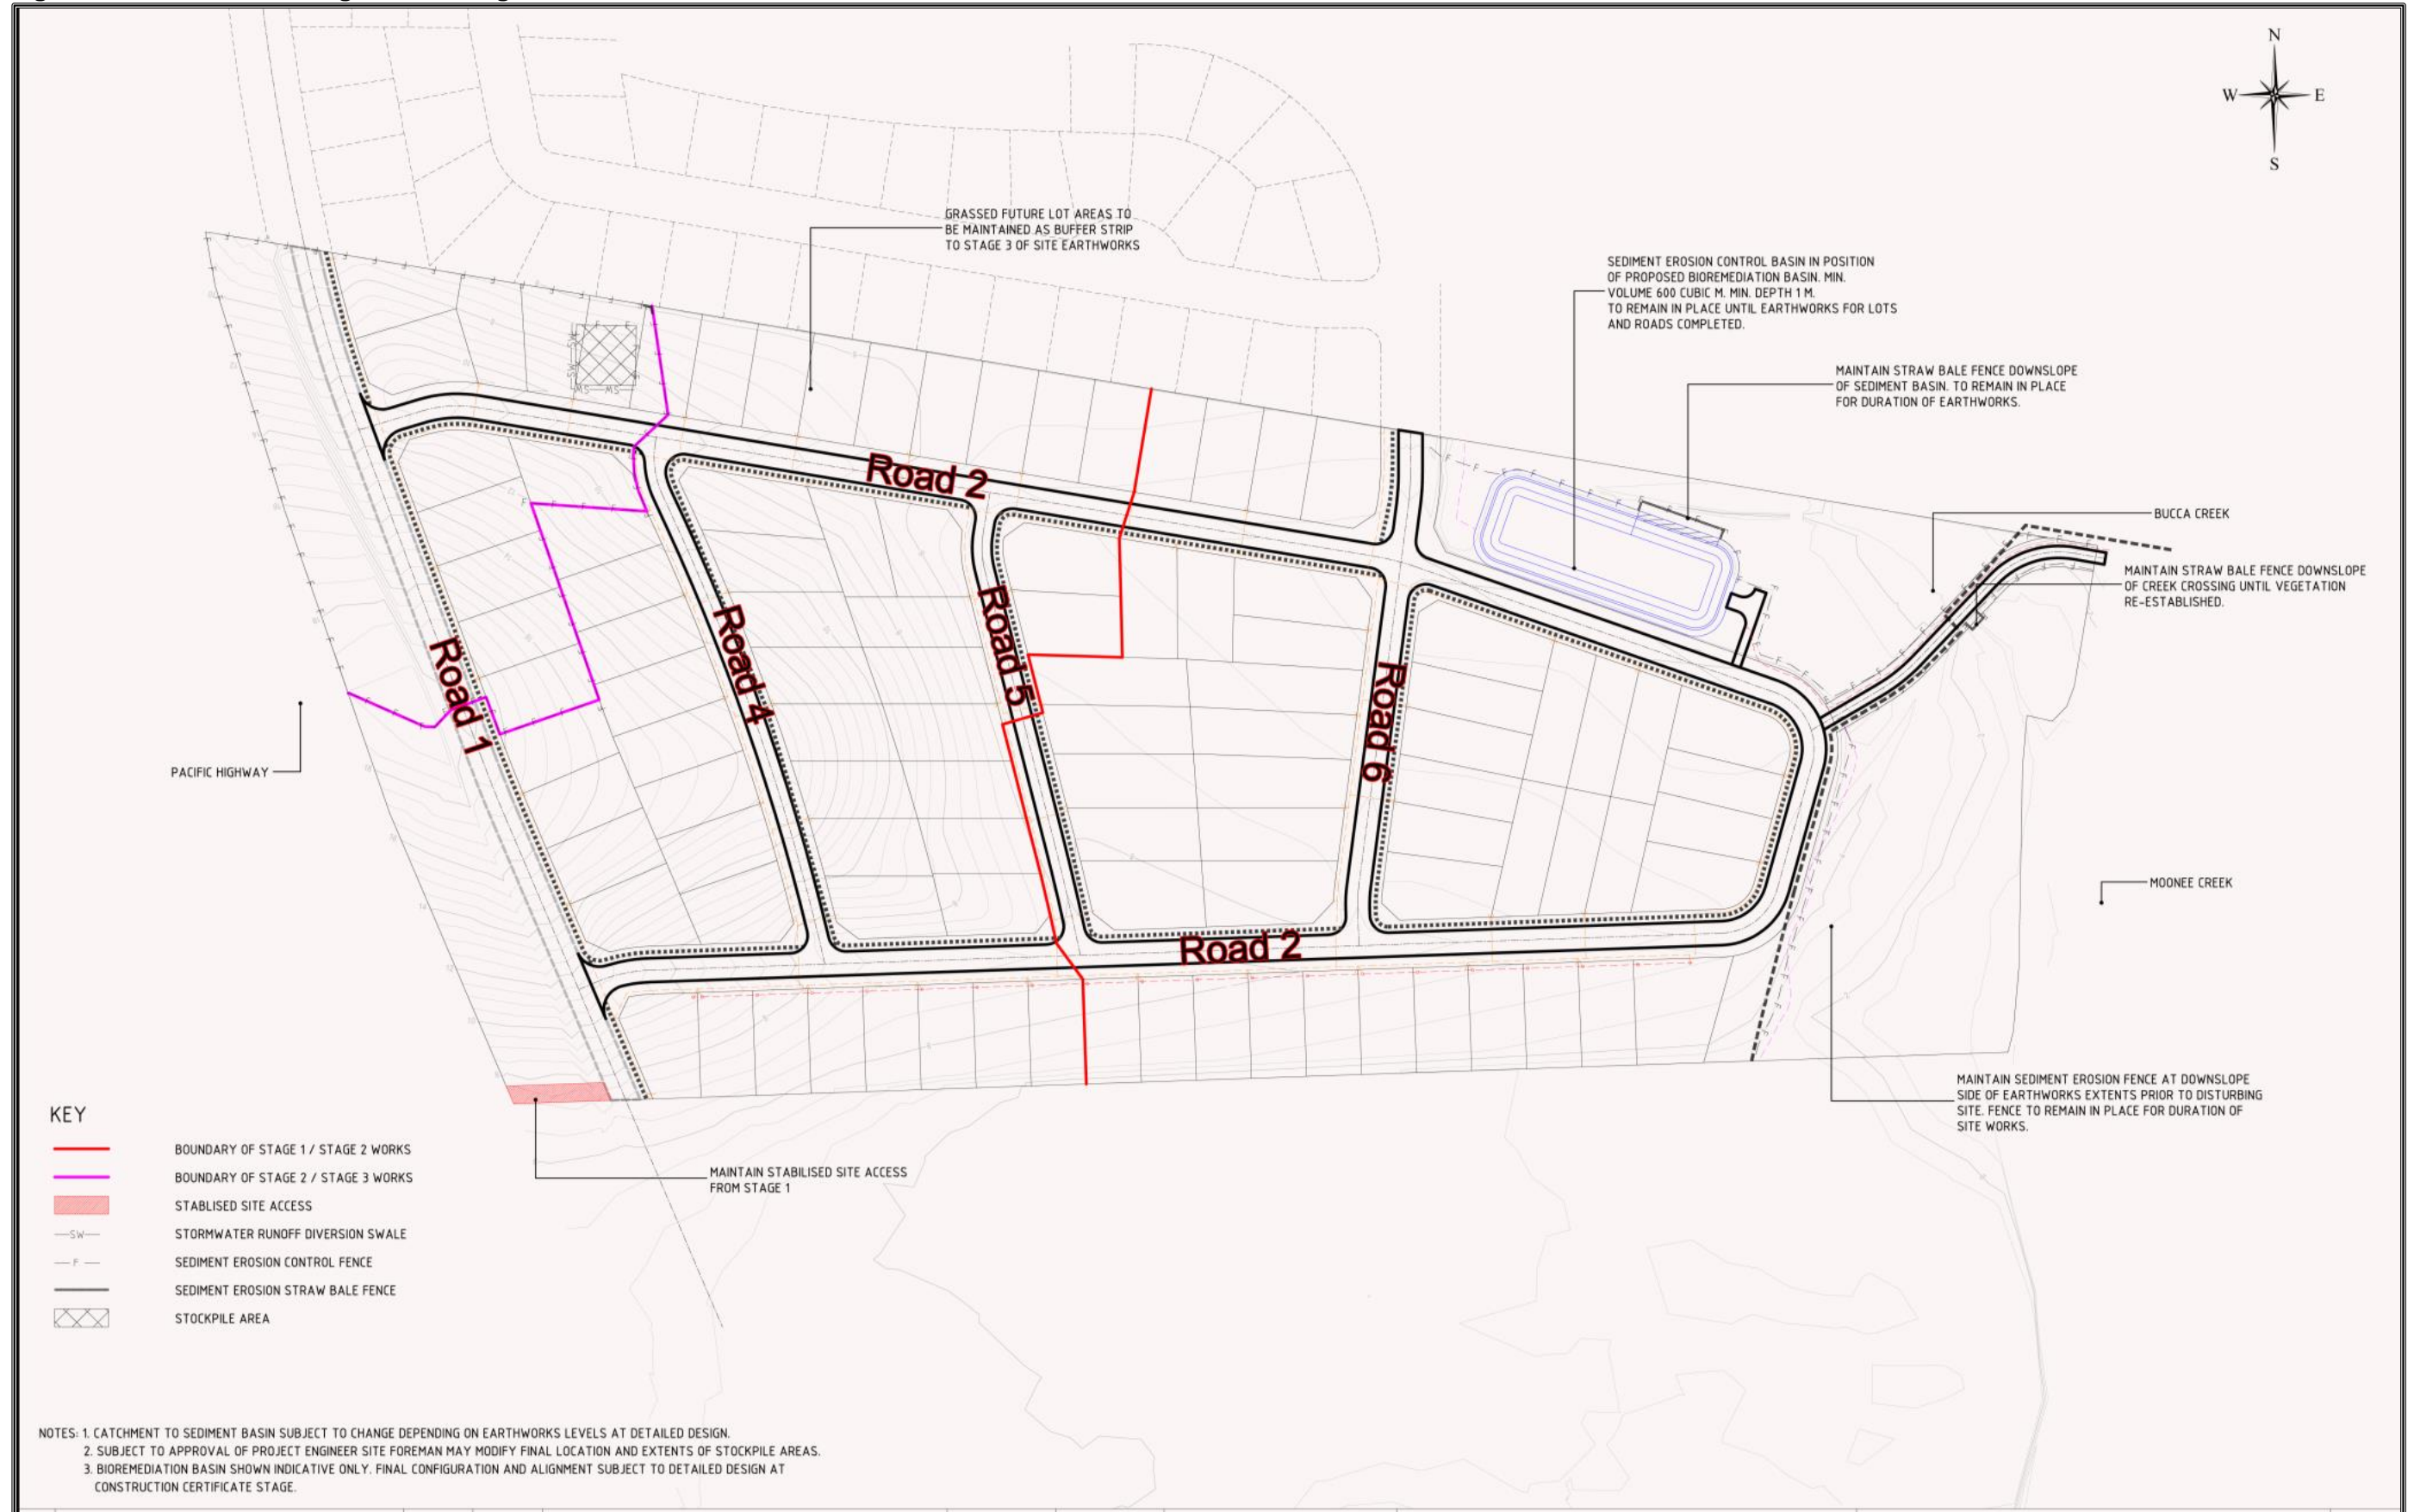 N
W E
S
GRASSED FUTURE LOT AREAS TO
BE MAINTAINED AS BUFFER STRIP
TO STAGE 3 OF SITE EARTHWORKS
SEDIMENT EROSION CONTROL BASIN IN POSITION
OF PROPOSED BIOREMEDIATION BASIN. MIN.
VOLUME 600 CUBIC M. MIN. DEPTH 1 M.
TO REMAIN IN PLACE UNTIL EARTHWORKS FOR LOTS
AND ROADS COMPLETED.
MAINTAIN STRAW BALE FENCE DOWNSLOPE
OF SEDIMENT BASIN. TO REMAIN IN PLACE
FOR DURATION OF EARTHWORKS.
BUCCA CREEK
MAINTAIN STRAW BALE FENCE DOWNSLOPE
OF CREEK CROSSING UNTIL VEGETATION
RE-ESTABLISHED.
Road 2
Road 1
Road 4
Road 5
Road 6
Road 2
PACIFIC HIGHWAY
MOONEE CREEK
MAINTAIN SEDIMENT EROSION FENCE AT DOWNSLOPE
SIDE OF EARTHWORKS EXTENTS PRIOR TO DISTURBING
SITE. FENCE TO REMAIN IN PLACE FOR DURATION OF
SITE WORKS.
MAINTAIN STABILISED SITE ACCESS
FROM STAGE 1
KEY
BOUNDARY OF STAGE 1 / STAGE 2 WORKS
BOUNDARY OF STAGE 2 / STAGE 3 WORKS
STABLISED SITE ACCESS
SW STORMWATER RUNOFF DIVERSION SWALE
F SEDIMENT EROSION CONTROL FENCE
SEDIMENT EROSION STRAW BALE FENCE
STOCKPILE AREA
NOTES: 1. CATCHMENT TO SEDIMENT BASIN SUBJECT TO CHANGE DEPENDING ON EARTHWORKS LEVELS AT DETAILED DESIGN.
2. SUBJECT TO APPROVAL OF PROJECT ENGINEER SITE FOREMAN MAY MODIFY FINAL LOCATION AND EXTENTS OF STOCKPILE AREAS.
3. BIOREMEDIATION BASIN SHOWN INDICATIVE ONLY. FINAL CONFIGURATION AND ALIGNMENT SUBJECT TO DETAILED DESIGN AT
CONSTRUCTION CERTIFICATE STAGE.